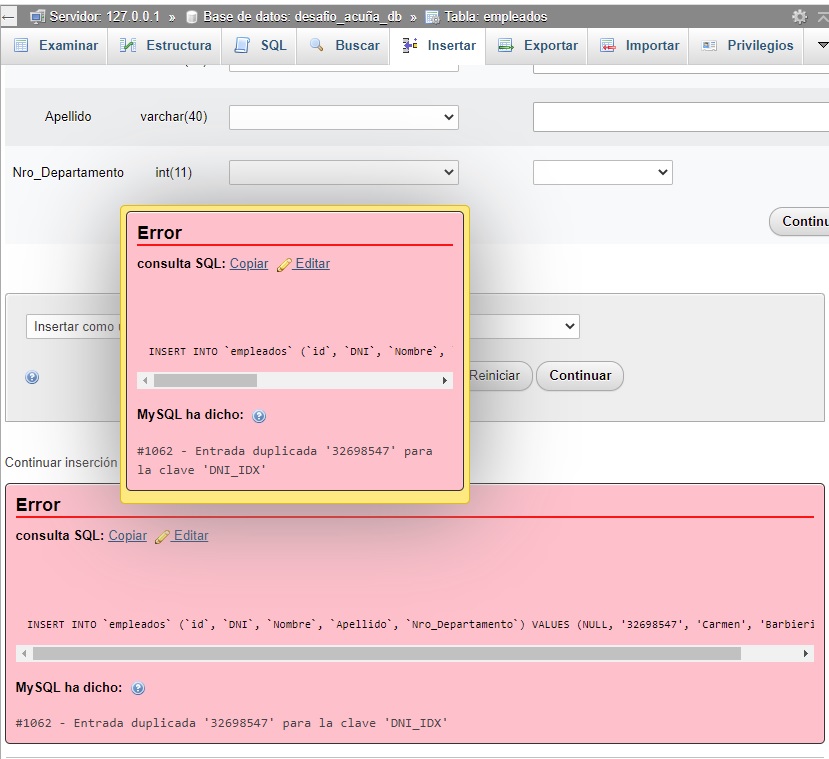 Servidor: 127.0.0.1 » Base de datos: desafio_acuña_db » Tabla: empleados
Examinar Estructura SQL Buscar Insertar Exportar Importar Privilegios
Apellido varchar(40)
Nro_Departamento int(11)
Error
consulta SQL: Copiar Editar
INSERT INTO `empleados` (`id`, `DNI`, `Nombre`,
MySQL ha dicho:
#1062 - Entrada duplicada '32698547' para
la clave 'DNI_IDX'
Insertar como
Reiniciar Continuar
Continuar inserción
Error
consulta SQL: Copiar Editar
INSERT INTO `empleados` (`id`, `DNI`, `Nombre`, `Apellido`, `Nro_Departamento`) VALUES (NULL, '32698547', 'Carmen', 'Barbieri
MySQL ha dicho:
#1062 - Entrada duplicada '32698547' para la clave 'DNI_IDX'